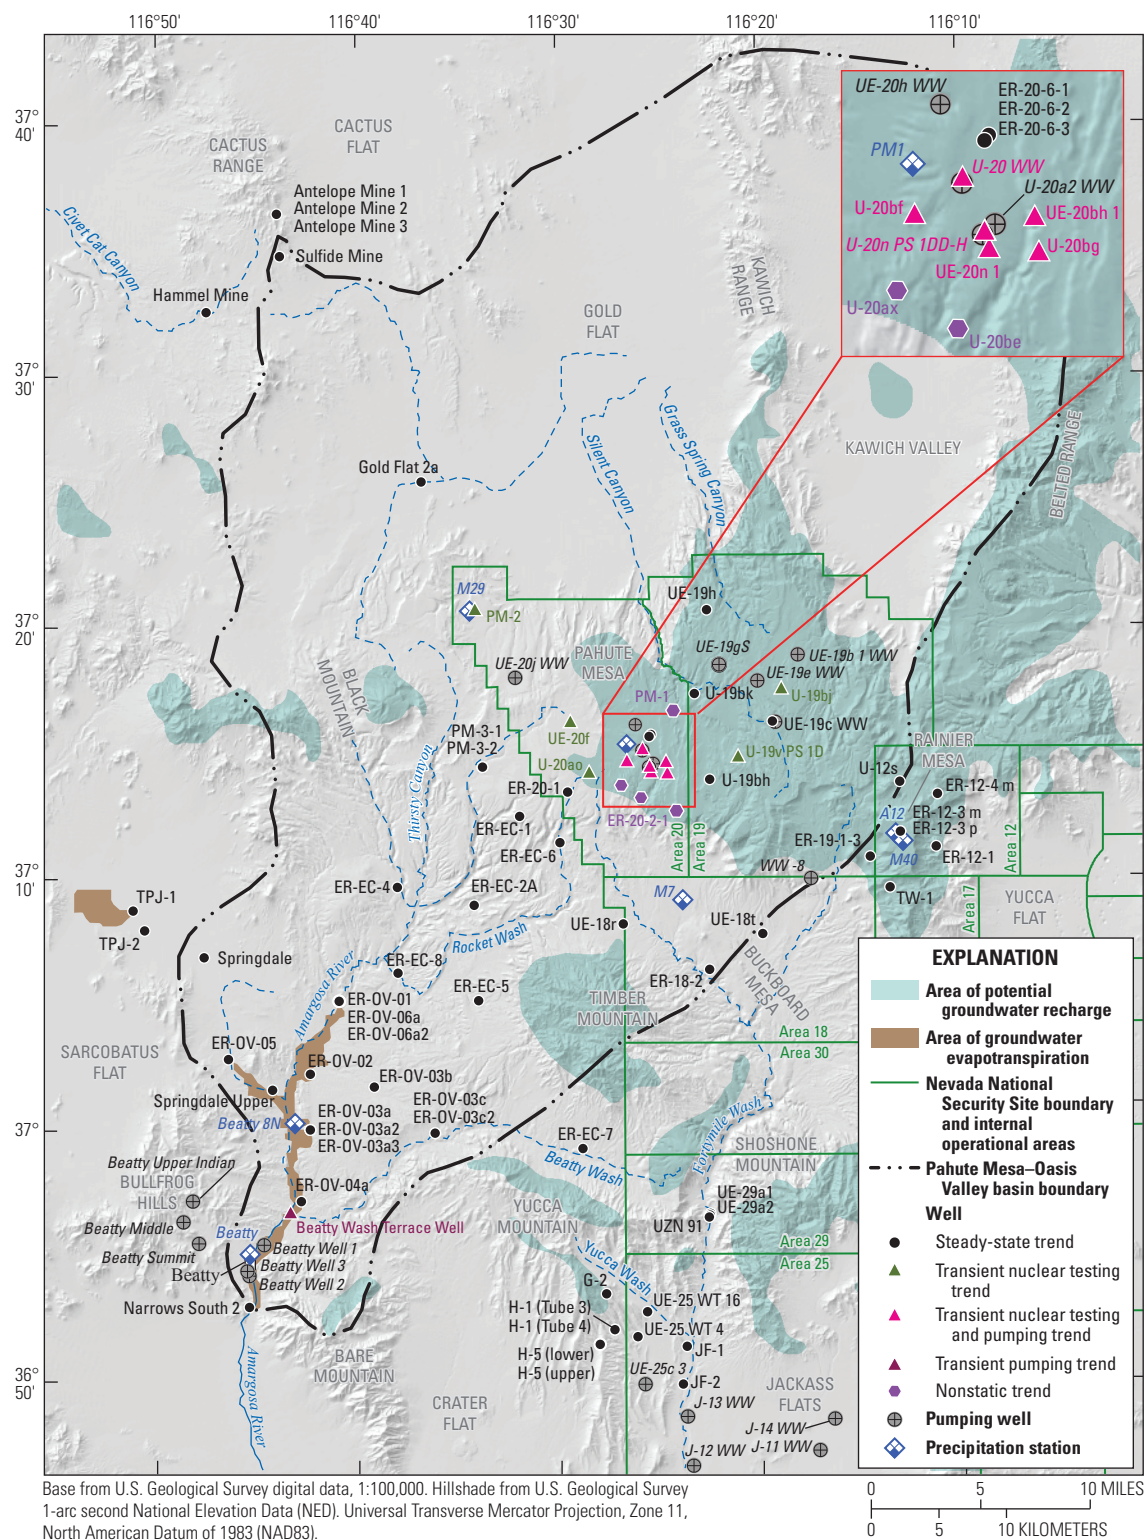 116°50'
116°40'
116°30'
116°20'
116°10'
37°
40'
37°
30'
37°
20'
37°
10'
37°
36°
50'
CACTUS
FLAT
CACTUS
RANGE
Antelope Mine 1
Antelope Mine 2
Antelope Mine 3
Sulfide Mine
Civet Cat Canyon
Hammel Mine
KAWICH
RANGE
GOLD
FLAT
UE-20h WW
ER-20-6-1
ER-20-6-2
ER-20-6-3
PM1
U-20 WW
U-20a2 WW
U-20bf
UE-20bh 1
U-20n PS 1DD-H
U-20bg
UE-20n 1
U-20ax
U-20be
Gold Flat 2a
Silent Canyon
Grass Spring Canyon
KAWICH VALLEY
BELTED RANGE
M29
PM-2
UE-19h
UE-20j WW
PAHUTE
MESA
UE-19gS
UE-19b 1 WW
UE-19e WW
U-19bj
BLACK
MOUNTAIN
PM-1
U-19bk
UE-20f
UE-19c WW
PM-3-1
PM-3-2
U-20ao
U-19v PS 1D
RAINIER
MESA
U-12s
U-19bh
ER-20-1
ER-12-4 m
Thirsty Canyon
ER-20-2-1
A12
ER-12-3 m
ER-12-3 p
ER-EC-1
Area 20
Area 19
Area 12
ER-19-1-3
ER-12-1
M40
ER-EC-6
WW -8
ER-EC-4
ER-EC-2A
M7
TW-1
Area 17
YUCCA
FLAT
TPJ-1
TPJ-2
UE-18r
UE-18t
Rocket Wash
Springdale
ER-EC-8
ER-18-2
BUCKBOARD
MESA
Amargosa River
ER-OV-01
ER-OV-06a
ER-OV-06a2
ER-EC-5
TIMBER
MOUNTAIN
Area 18
Area 30
SARCOBATUS
FLAT
ER-OV-05
ER-OV-02
ER-OV-03b
Springdale Upper
ER-OV-03c
ER-OV-03c2
Beatty 8N
ER-OV-03a
ER-OV-03a2
ER-OV-03a3
Fortymile Wash
ER-EC-7
SHOSHONE
MOUNTAIN
Beatty Wash
Beatty Upper Indian
BULLFROG
HILLS
ER-OV-04a
Beatty Wash Terrace Well
YUCCA
MOUNTAIN
UE-29a1
UE-29a2
UZN 91
Beatty Middle
Beatty
Beatty Summit
Beatty Well 1
Beatty Well 3
Beatty Well 2
Beatty
Area 29
Area 25
Yucca Wash
Narrows South 2
G-2
UE-25 WT 16
H-1 (Tube 3)
H-1 (Tube 4)
UE-25 WT 4
JF-1
H-5 (lower)
H-5 (upper)
BARE
MOUNTAIN
UE-25c 3
JF-2
Amargosa River
CRATER
FLAT
JACKASS
FLATS
J-13 WW
J-14 WW
J-11 WW
J-12 WW
EXPLANATION
Area of potential
groundwater recharge
Area of groundwater
evapotranspiration
Nevada National
Security Site boundary
and internal
operational areas
Pahute Mesa–Oasis
Valley basin boundary
Well
Steady-state trend
Transient nuclear testing
trend
Transient nuclear testing
and pumping trend
Transient pumping trend
Nonstatic trend
Pumping well
Precipitation station
Base from U.S. Geological Survey digital data, 1:100,000. Hillshade from U.S. Geological Survey
1-arc second National Elevation Data (NED). Universal Transverse Mercator Projection, Zone 11,
North American Datum of 1983 (NAD83).
0 5 10 MILES
0 5 10 KILOMETERS